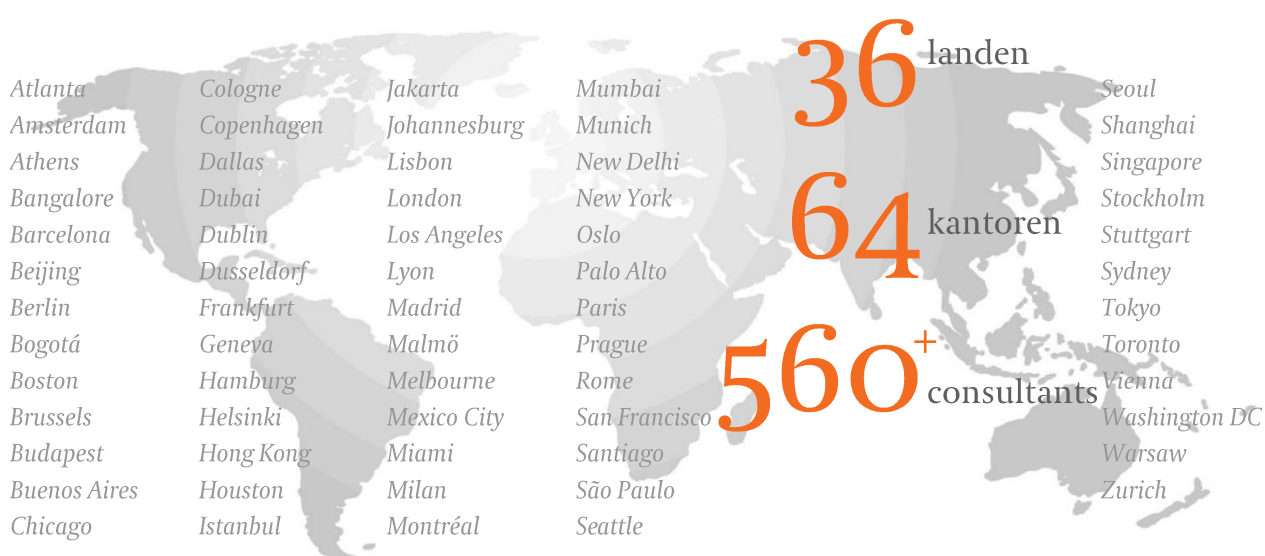 Atlanta
Amsterdam
Athens
Bangalore
Barcelona
Beijing
Berlin
Bogotá
Boston
Brussels
Budapest
Buenos Aires
Chicago
Cologne
Copenhagen
Dallas
Dubai
Dublin
Dusseldorf
Frankfurt
Geneva
Hamburg
Helsinki
Hong Kong
Houston
Istanbul
Jakarta
Johannesburg
Lisbon
London
Los Angeles
Lyon
Madrid
Malmö
Melbourne
Mexico City
Miami
Milan
Montréal
Mumbai
Munich
New Delhi
New York
Oslo
Palo Alto
Paris
Prague
Rome
San Francisco
Santiago
São Paulo
Seattle
36 landen
64 kantoren
560+ consultants
Seoul
Shanghai
Singapore
Stockholm
Stuttgart
Sydney
Tokyo
Toronto
Vienna
Washington DC
Warsaw
Zurich